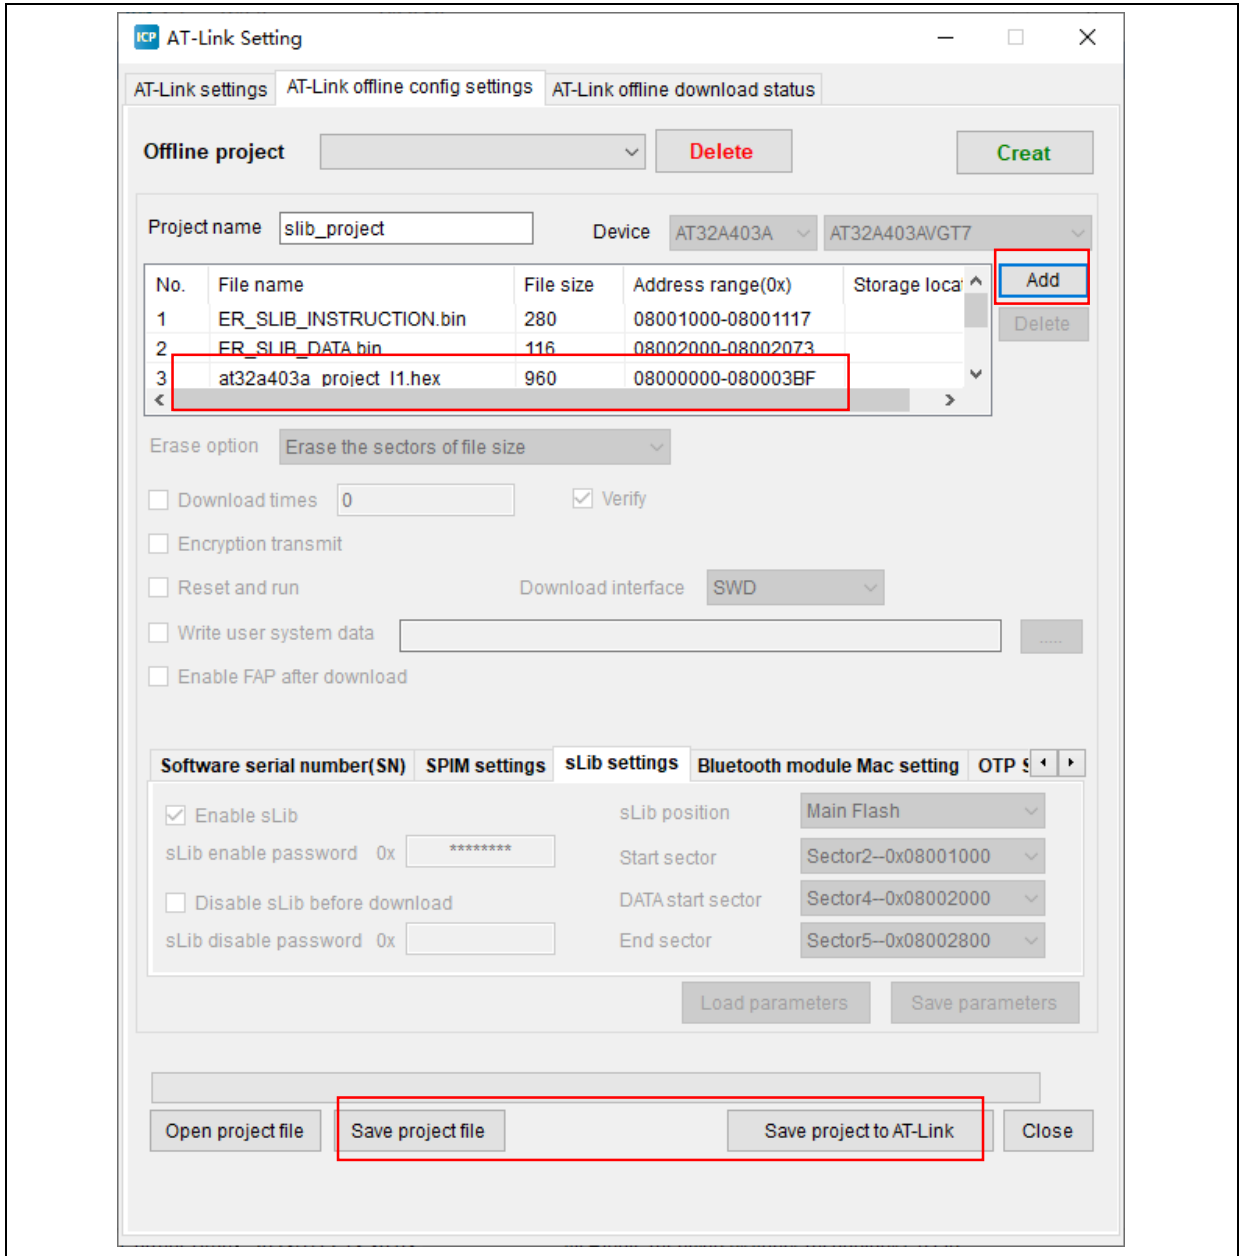 ICP AT-Link Setting
AT-Link settings AT-Link offline config settings AT-Link offline download status
Offline project Delete Creat
Project name slib_project Device AT32A403A AT32A403AVGT7
No. File name File size Address range(0x) Storage loca Add
1 ER_SLIB_INSTRUCTION.bin 280 08001000-08001117 Delete
2 ER_SLIB_DATA.bin 116 08002000-08002073
3 at32a403a_project_l1.hex 960 08000000-080003BF
Erase option Erase the sectors of file size
Download times 0 Verify
Encryption transmit
Reset and run Download interface SWD
Write user system data .....
Enable FAP after download
Software serial number(SN) SPIM settings sLib settings Bluetooth module Mac setting OTP S
Enable sLib sLib position Main Flash
sLib enable password 0x ******** Start sector Sector2--0x08001000
Disable sLib before download DATA start sector Sector4--0x08002000
sLib disable password 0x End sector Sector5--0x08002800
Load parameters Save parameters
Open project file Save project file Save project to AT-Link Close